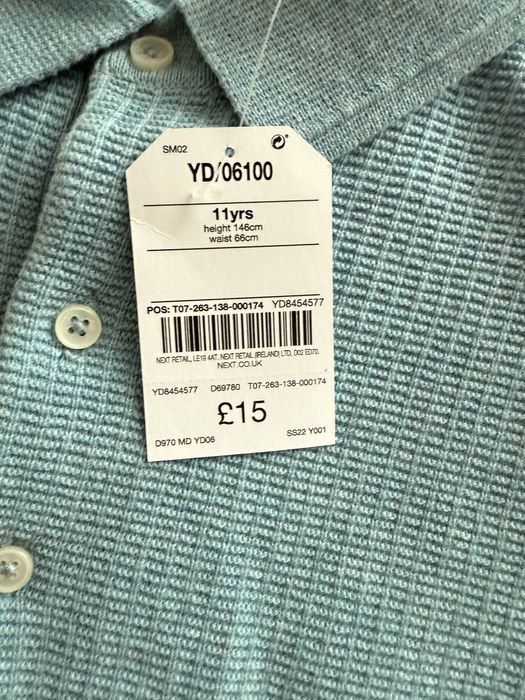 SM02
YD/06100
11yrs
height 146cm
waist 66cm
POS: T07-263-138-000174 YD8454577
NEXT RETAIL, LE19 4AT. NEXT RETAIL (IRELAND) LTD, D02 ED70.
NEXT.CO.UK
YD8454577 D69780 T07-263-138-000174
£15
D970 MD YD06 SS22 Y001